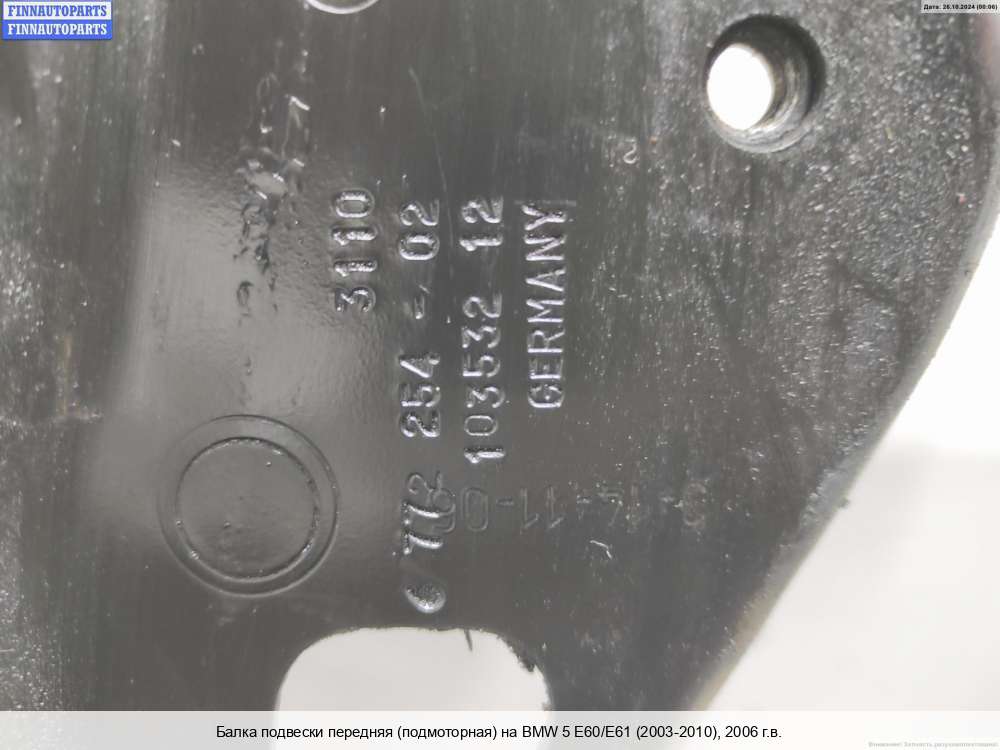 FINNAUTOPARTS
FINNAUTOPARTS
Дата: 26.10.2024 (00:06)
3110
6 772 254 - 02
103532 12
GERMANY
Балка подвески передняя (подмоторная) на BMW 5 E60/E61 (2003-2010), 2006 г.в.